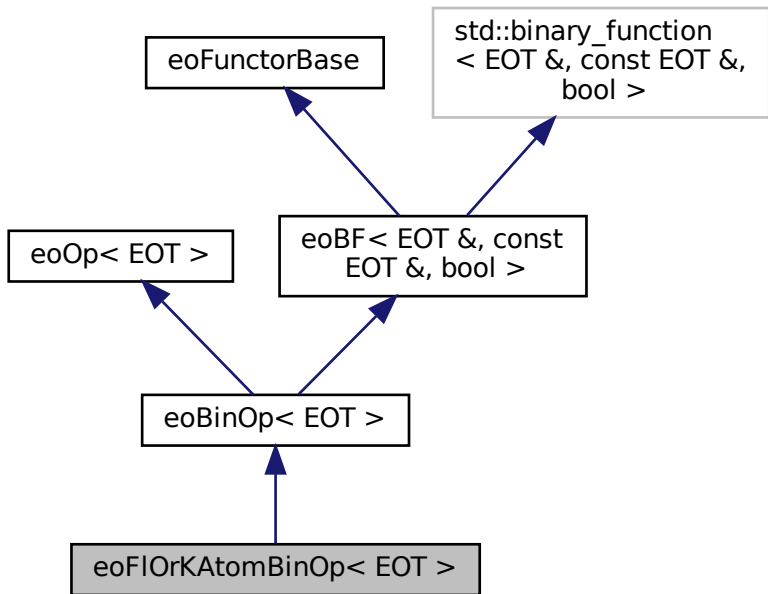 std::binary_function
< EOT &, const EOT &,
bool >
eoFunctorBase
eoBF< EOT &, const
EOT &, bool >
eoOp< EOT >
eoBinOp< EOT >
eoFlOrKAtomBinOp< EOT >